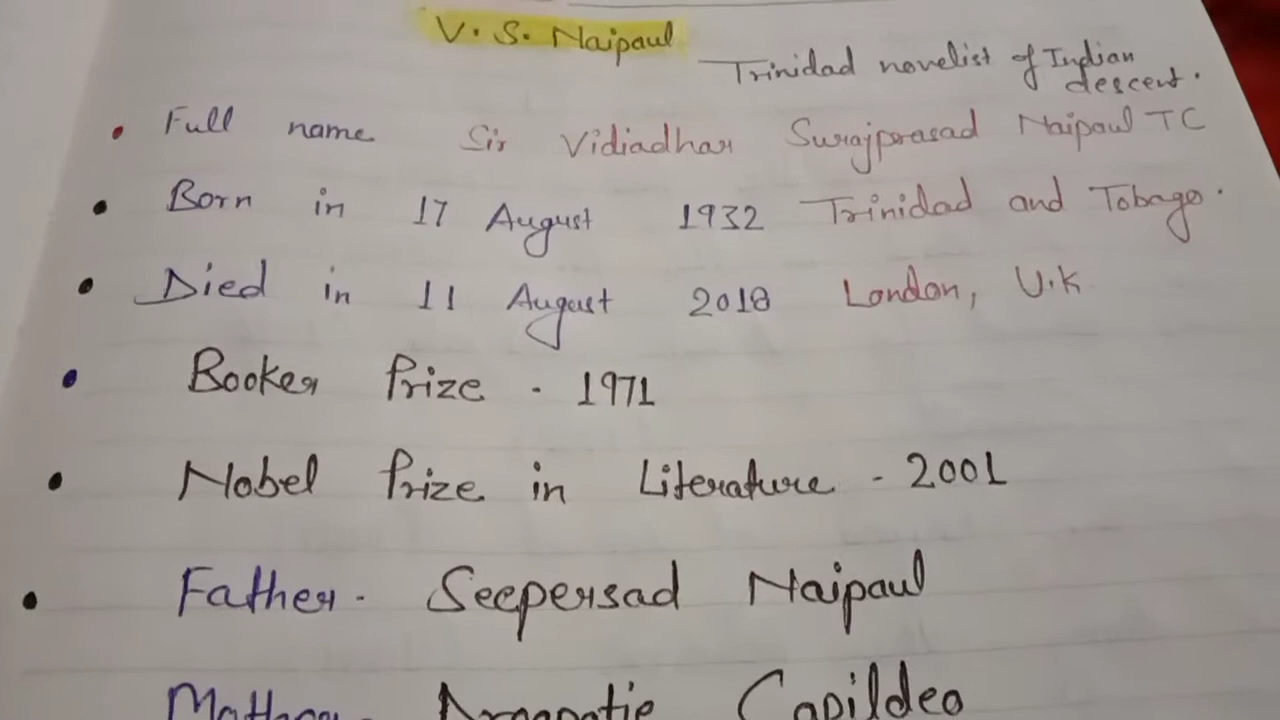 V. S. Naipaul
Trinidad novelist of Indian
descent.
• Full name Sir Vidiadhar Surajprasad Naipaul TC
• Born in 17 August 1932 Trinidad and Tobago.
• Died in 11 August 2018 London, U.K
• Booker Prize - 1971
• Nobel Prize in Literature - 2001
• Father - Seepersad Naipaul
Capildeo